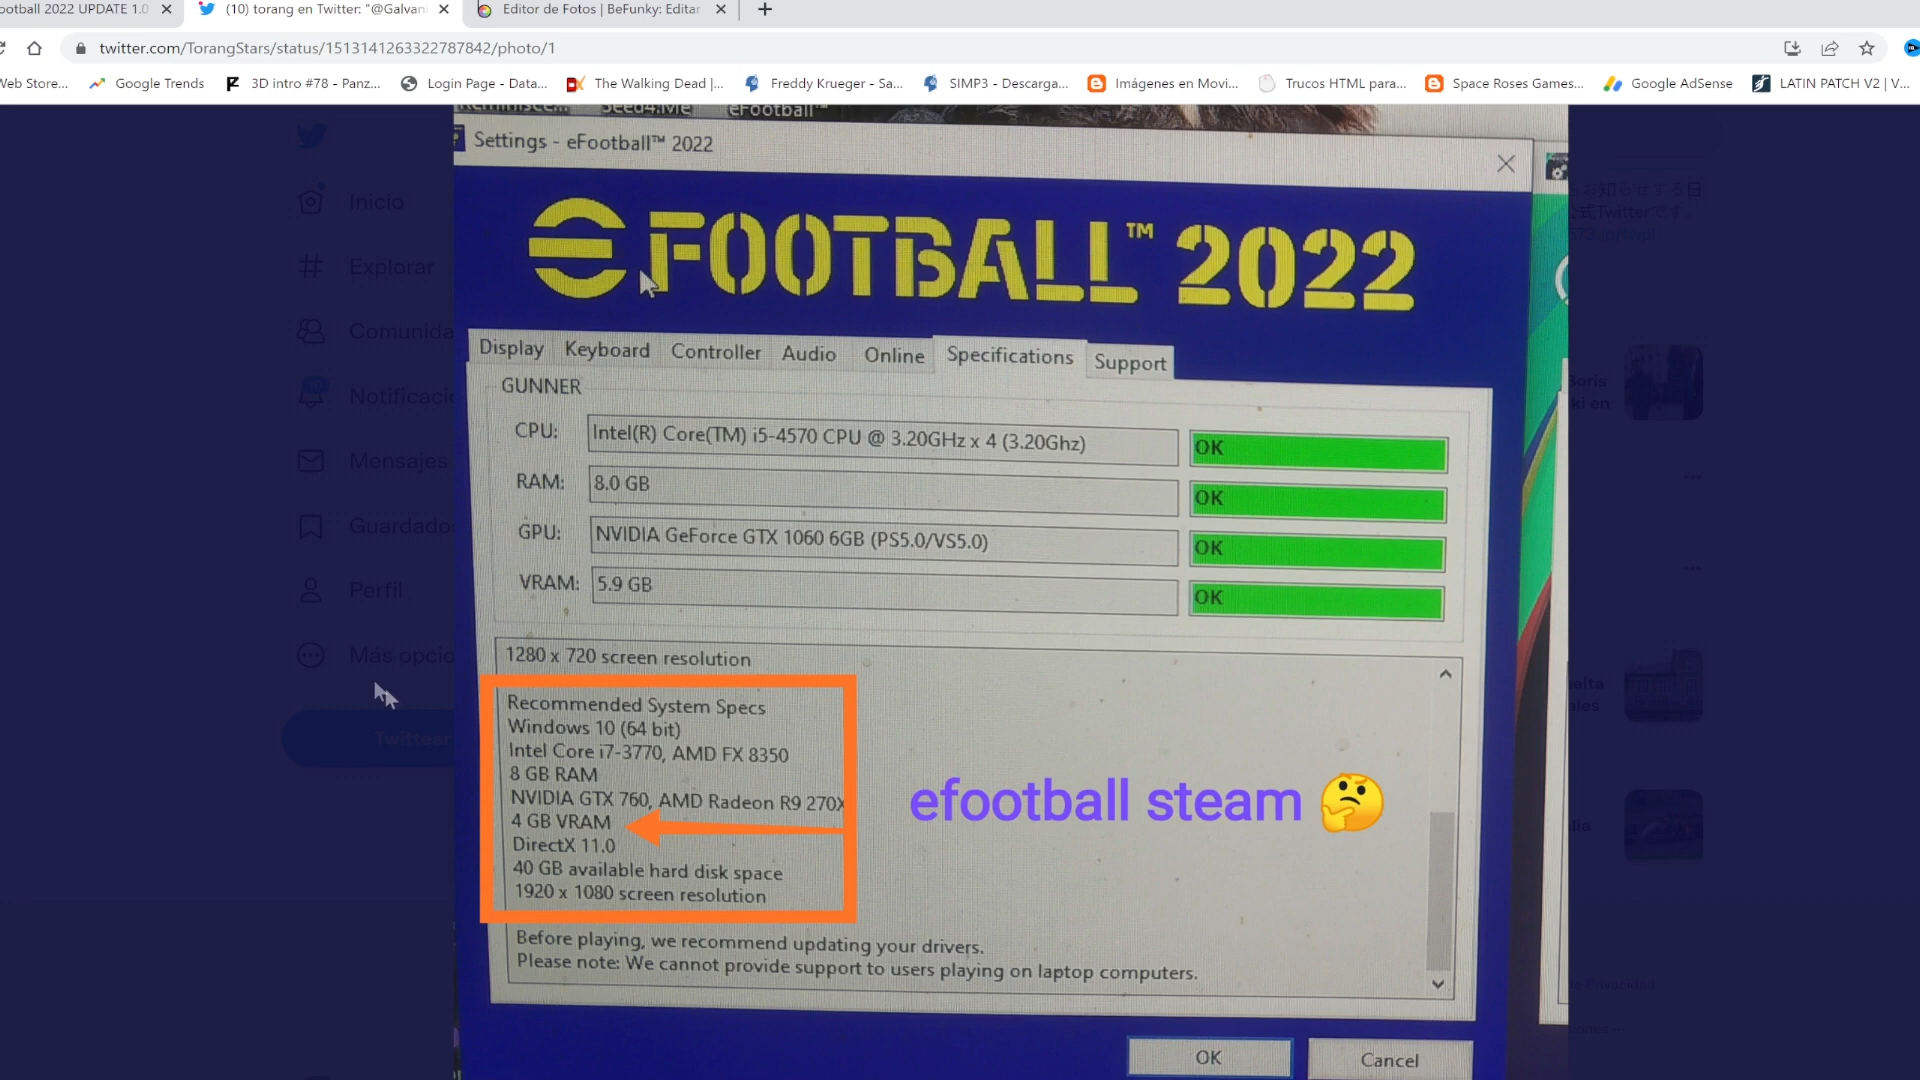 ootball 2022 UPDATE 1.0
(10) torang en Twitter: "@Galvani
Editor de Fotos | BeFunky: Editar
twitter.com/TorangStars/status/1513141263322787842/photo/1
Web Store...
Google Trends
3D intro #78 - Panz...
Login Page - Data...
The Walking Dead |...
Freddy Krueger - Sa...
SIMP3 - Descarga...
Imágenes en Movi...
Trucos HTML para...
Space Roses Games...
Google AdSense
LATIN PATCH V2 | V...
Seed4.Me
eFootball™
Settings - eFootball™ 2022
FOOTBALL™ 2022
Inicio
Explorar
Comunida
Notificacio
Mensajes
Guardado
Perfil
Más opcio
Twittear
Display
Keyboard
Controller
Audio
Online
Specifications
Support
GUNNER
CPU:
Intel(R) Core(TM) i5-4570 CPU @ 3.20GHz x 4 (3.20Ghz)
OK
RAM:
8.0 GB
OK
GPU:
NVIDIA GeForce GTX 1060 6GB (PS5.0/VS5.0)
OK
VRAM:
5.9 GB
OK
1280 x 720 screen resolution
Recommended System Specs
Windows 10 (64 bit)
Intel Core i7-3770, AMD FX 8350
8 GB RAM
NVIDIA GTX 760, AMD Radeon R9 270X
4 GB VRAM
DirectX 11.0
40 GB available hard disk space
1920 x 1080 screen resolution
efootball steam 🤔
Before playing, we recommend updating your drivers.
Please note: We cannot provide support to users playing on laptop computers.
OK
Cancel